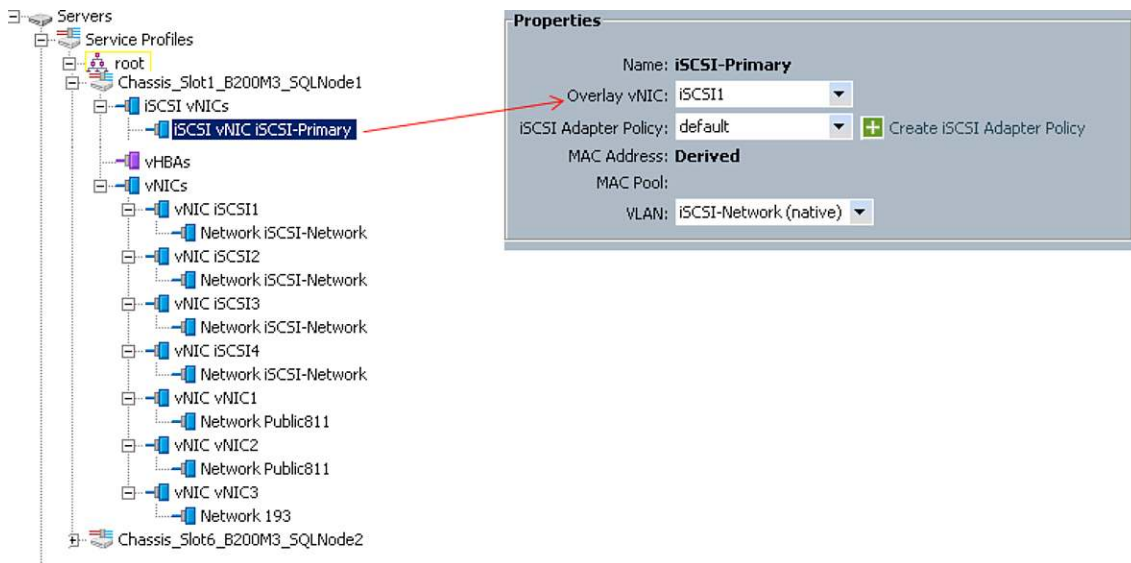 Servers
Service Profiles
root
Chassis_Slot1_B200M3_SQLNode1
iSCSI vNICs
iSCSI vNIC iSCSI-Primary
vHBAs
vNICs
vNIC iSCSI1
Network iSCSI-Network
vNIC iSCSI2
Network iSCSI-Network
vNIC iSCSI3
Network iSCSI-Network
vNIC iSCSI4
Network iSCSI-Network
vNIC vNIC1
Network Public811
vNIC vNIC2
Network Public811
vNIC vNIC3
Network 193
Chassis_Slot6_B200M3_SQLNode2
Properties
Name: iSCSI-Primary
Overlay vNIC: iSCSI1
iSCSI Adapter Policy: default Create iSCSI Adapter Policy
MAC Address: Derived
MAC Pool:
VLAN: iSCSI-Network (native)